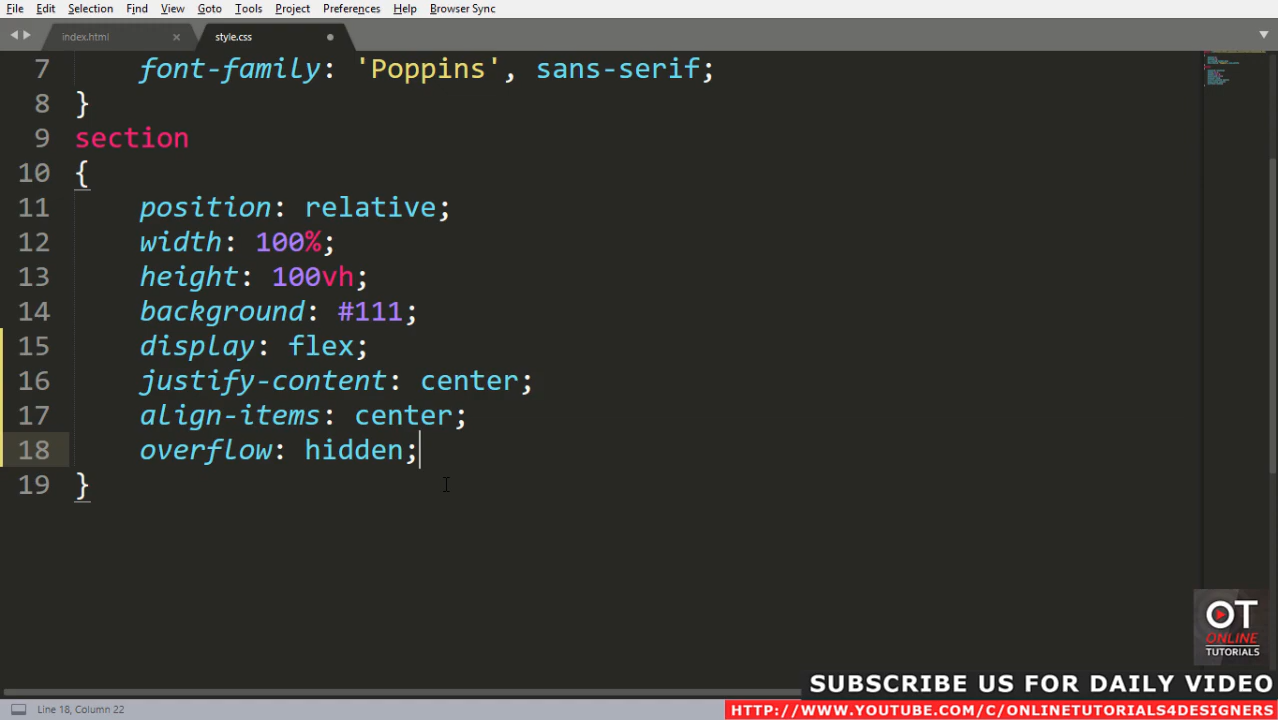 File Edit Selection Find View Goto Tools Project Preferences Help Browser Sync
index.html × style.css
7 font-family: 'Poppins', sans-serif;
8 }
9 section
10 {
11 position: relative;
12 width: 100%;
13 height: 100vh;
14 background: #111;
15 display: flex;
16 justify-content: center;
17 align-items: center;
18 overflow: hidden;
19 }
OT
ONLINE
TUTORIALS
SUBSCRIBE US FOR DAILY VIDEO
HTTP://WWW.YOUTUBE.COM/C/ONLINETUTORIALS4DESIGNERS
Line 18, Column 22